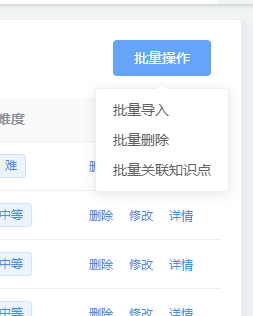 批量操作
难度
批量导入
批量删除
批量关联知识点
难
中等 删除 修改 详情
中等 删除 修改 详情
中等 删除 修改 详情